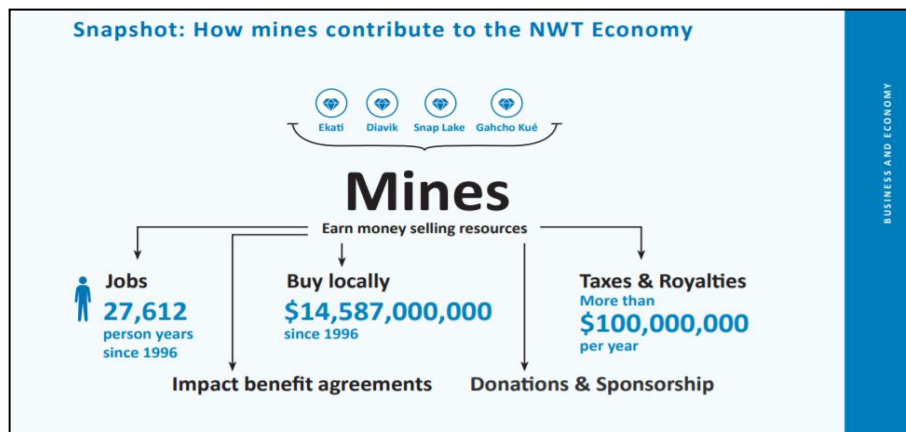 Snapshot: How mines contribute to the NWT Economy
Ekati
Diavik
Snap Lake
Gahcho Kué
Mines
Earn money selling resources
Jobs
27,612
person years
since 1996
Buy locally
$14,587,000,000
since 1996
Taxes & Royalties
More than
$100,000,000
per year
Impact benefit agreements
Donations & Sponsorship
BUSINESS AND ECONOMY